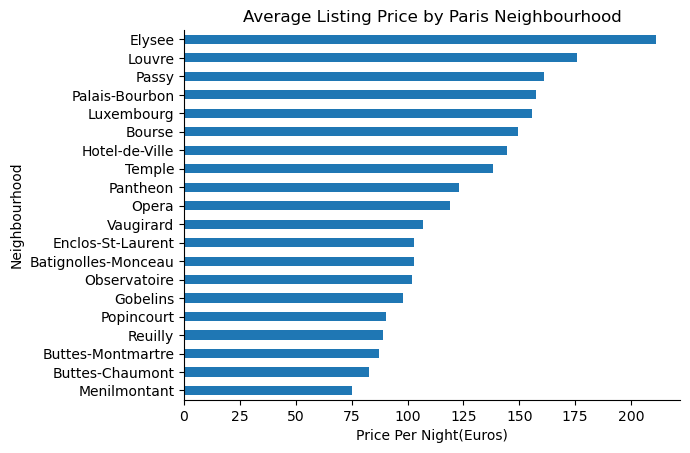 Average Listing Price by Paris Neighbourhood
Neighbourhood
Elysee
Louvre
Passy
Palais-Bourbon
Luxembourg
Bourse
Hotel-de-Ville
Temple
Pantheon
Opera
Vaugirard
Enclos-St-Laurent
Batignolles-Monceau
Observatoire
Gobelins
Popincourt
Reuilly
Buttes-Montmartre
Buttes-Chaumont
Menilmontant
0 25 50 75 100 125 150 175 200
Price Per Night(Euros)